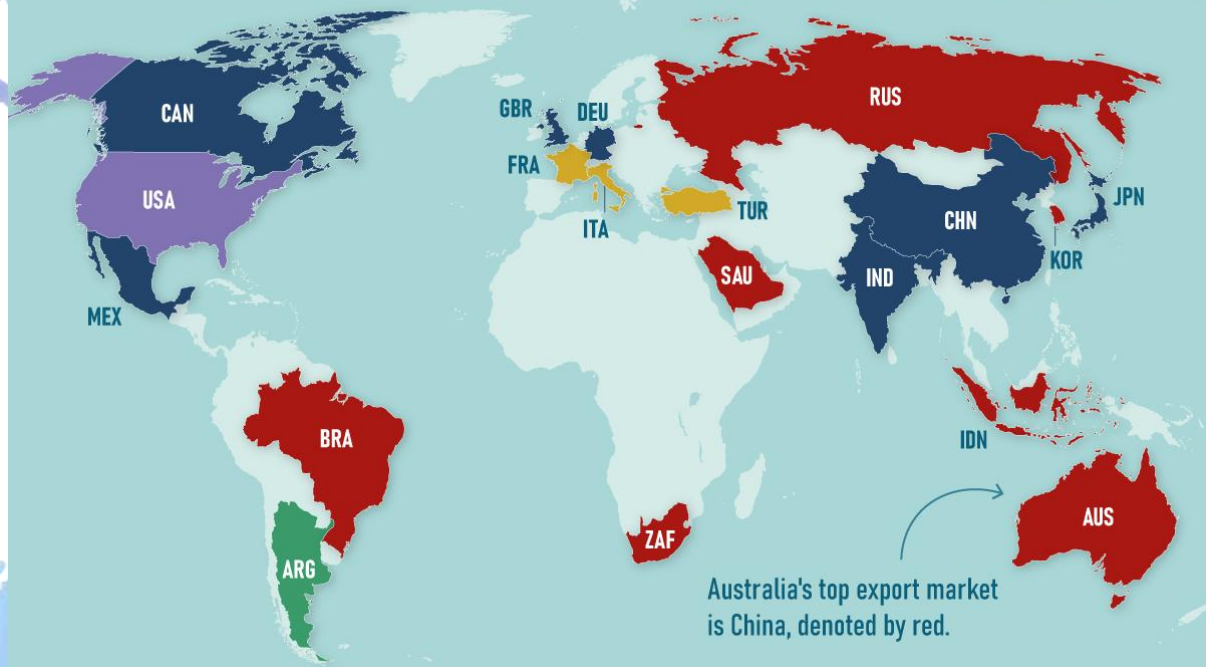 CAN
USA
MEX
BRA
ARG
GBR
DEU
FRA
ITA
TUR
RUS
SAU
CHN
IND
JPN
KOR
IDN
ZAF
AUS
Australia's top export market
is China, denoted by red.